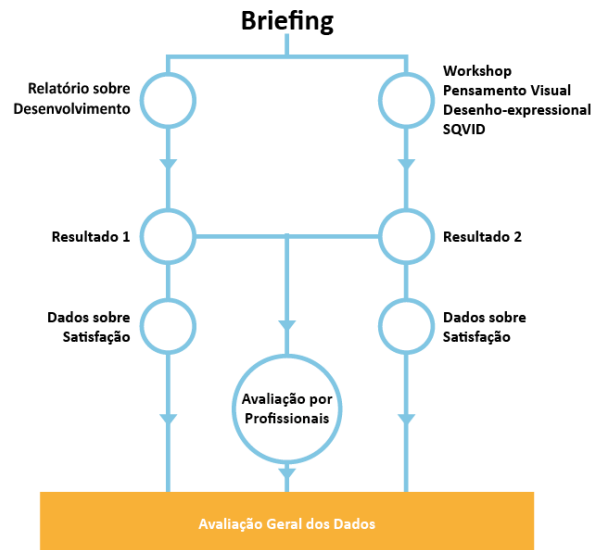 Briefing
Relatório sobre
Desenvolvimento
Workshop
Pensamento Visual
Desenho-expressional
SQVID
Resultado 1
Resultado 2
Dados sobre
Satisfação
Dados sobre
Satisfação
Avaliação por
Profissionais
Avaliação Geral dos Dados